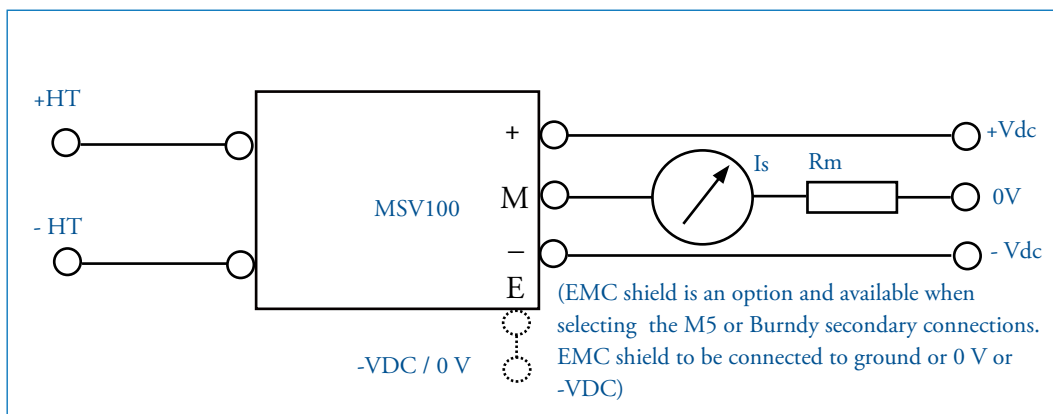 +HT
+
+Vdc
Is
Rm
MSV100
M
0V
- HT
–
- Vdc
E
(EMC shield is an option and available when
selecting the M5 or Burndy secondary connections.
EMC shield to be connected to ground or 0 V or
-VDC)
-VDC / 0 V